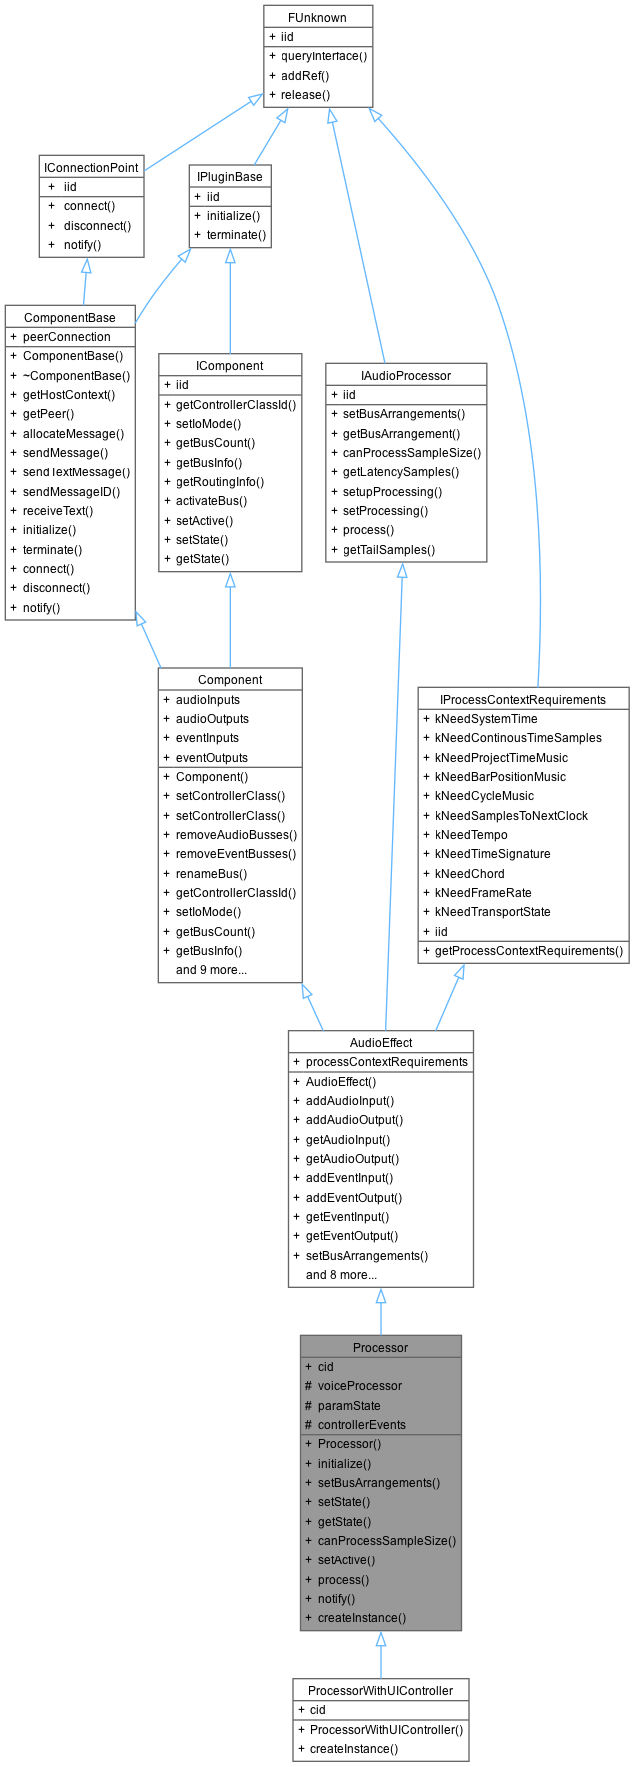 FUnknown
+ iid
+ queryInterface()
+ addRef()
+ release()
IConnectionPoint
+ iid
+ connect()
+ disconnect()
+ notify()
IPluginBase
+ iid
+ initialize()
+ terminate()
ComponentBase
+ peerConnection
+ ComponentBase()
+ ~ComponentBase()
+ getHostContext()
+ getPeer()
+ allocateMessage()
+ sendMessage()
+ sendTextMessage()
+ sendMessageID()
+ receiveText()
+ initialize()
+ terminate()
+ connect()
+ disconnect()
+ notify()
IComponent
+ iid
+ getControllerClassId()
+ setIoMode()
+ getBusCount()
+ getBusInfo()
+ getRoutingInfo()
+ activateBus()
+ setActive()
+ setState()
+ getState()
IAudioProcessor
+ iid
+ setBusArrangements()
+ getBusArrangement()
+ canProcessSampleSize()
+ getLatencySamples()
+ setupProcessing()
+ setProcessing()
+ process()
+ getTailSamples()
Component
+ audioInputs
+ audioOutputs
+ eventInputs
+ eventOutputs
+ Component()
+ setControllerClass()
+ setControllerClass()
+ removeAudioBusses()
+ removeEventBusses()
+ renameBus()
+ getControllerClassId()
+ setIoMode()
+ getBusCount()
+ getBusInfo()
and 9 more...
IProcessContextRequirements
+ kNeedSystemTime
+ kNeedContinousTimeSamples
+ kNeedProjectTimeMusic
+ kNeedBarPositionMusic
+ kNeedCycleMusic
+ kNeedSamplesToNextClock
+ kNeedTempo
+ kNeedTimeSignature
+ kNeedChord
+ kNeedFrameRate
+ kNeedTransportState
+ iid
+ getProcessContextRequirements()
AudioEffect
+ processContextRequirements
+ AudioEffect()
+ addAudioInput()
+ addAudioOutput()
+ getAudioInput()
+ getAudioOutput()
+ addEventInput()
+ addEventOutput()
+ getEventInput()
+ getEventOutput()
+ setBusArrangements()
and 8 more...
Processor
+ cid
# voiceProcessor
# paramState
# controllerEvents
+ Processor()
+ initialize()
+ setBusArrangements()
+ setState()
+ getState()
+ canProcessSampleSize()
+ setActive()
+ process()
+ notify()
+ createInstance()
ProcessorWithUIController
+ cid
+ ProcessorWithUIController()
+ createInstance()